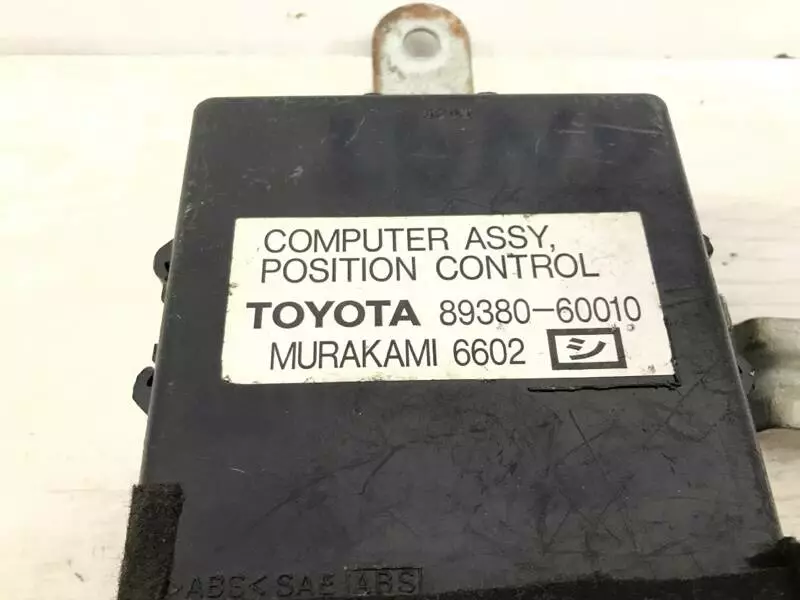 COMPUTER ASSY,
POSITION CONTROL
TOYOTA 89380-60010
MURAKAMI 6602 シ
>ABS< SAE ABS